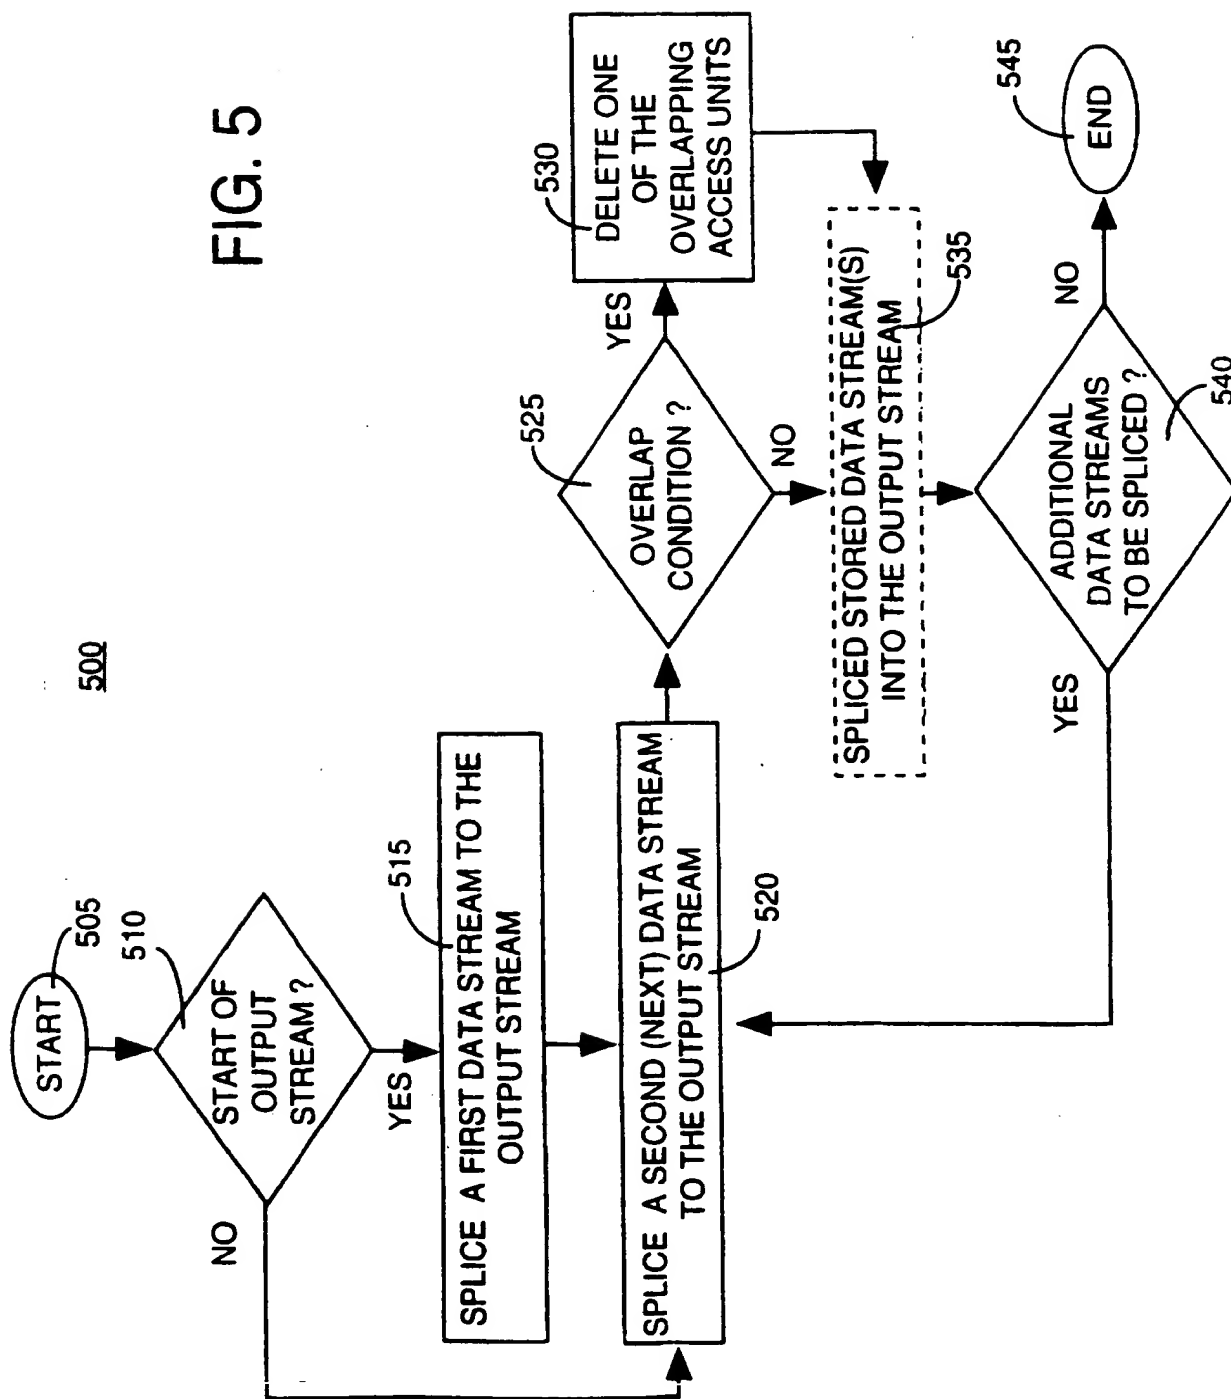 FIG. 5
500
START
505
510
START OF
OUTPUT
STREAM ?
NO
YES
515
SPLICE A FIRST DATA STREAM TO THE
OUTPUT STREAM
SPLICE A SECOND (NEXT) DATA STREAM
TO THE OUTPUT STREAM
520
525
OVERLAP
CONDITION ?
YES
NO
530
DELETE ONE
OF THE
OVERLAPPING
ACCESS UNITS
SPLICED STORED DATA STREAM(S)
INTO THE OUTPUT STREAM
535
ADDITIONAL
DATA STREAMS
TO BE SPLICED ?
540
YES
NO
545
END